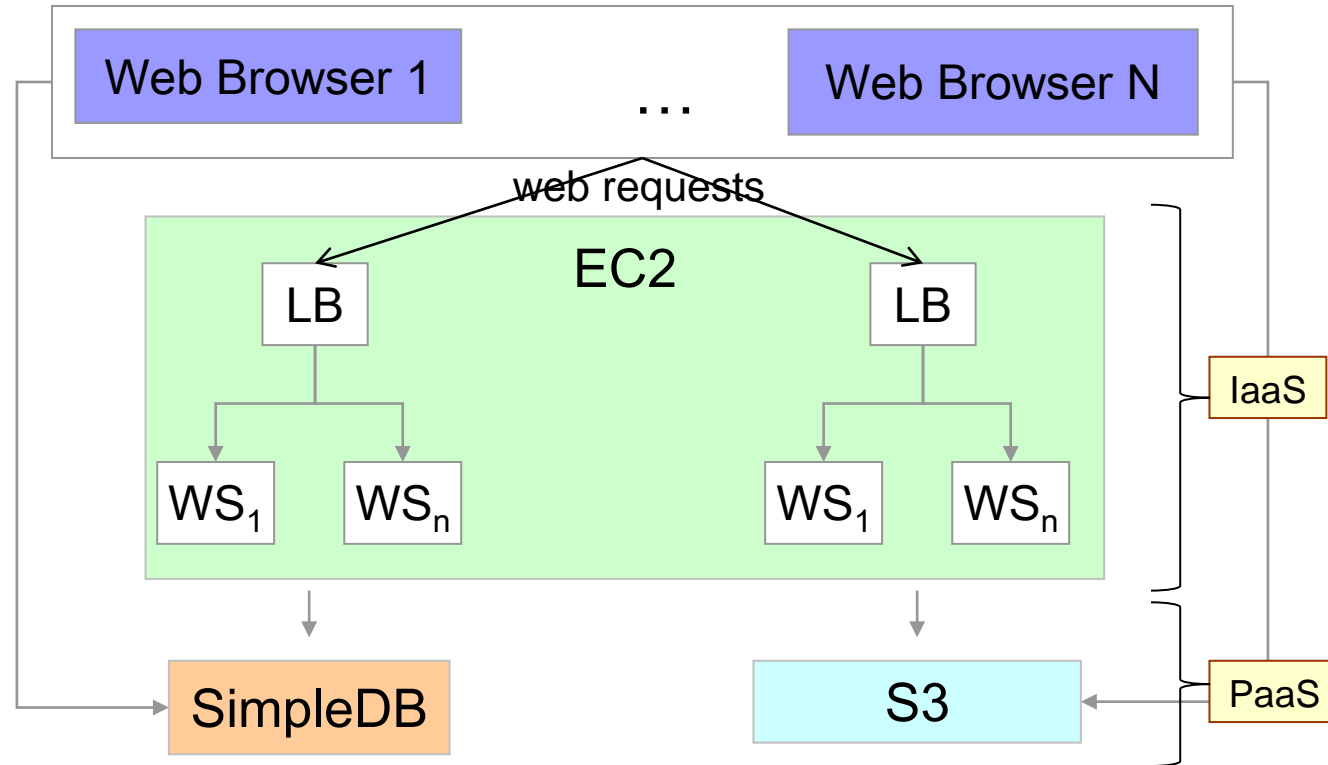 Web Browser 1
...
Web Browser N
web requests
EC2
LB
LB
IaaS
WS₁
WSₙ
WS₁
WSₙ
SimpleDB
S3
PaaS